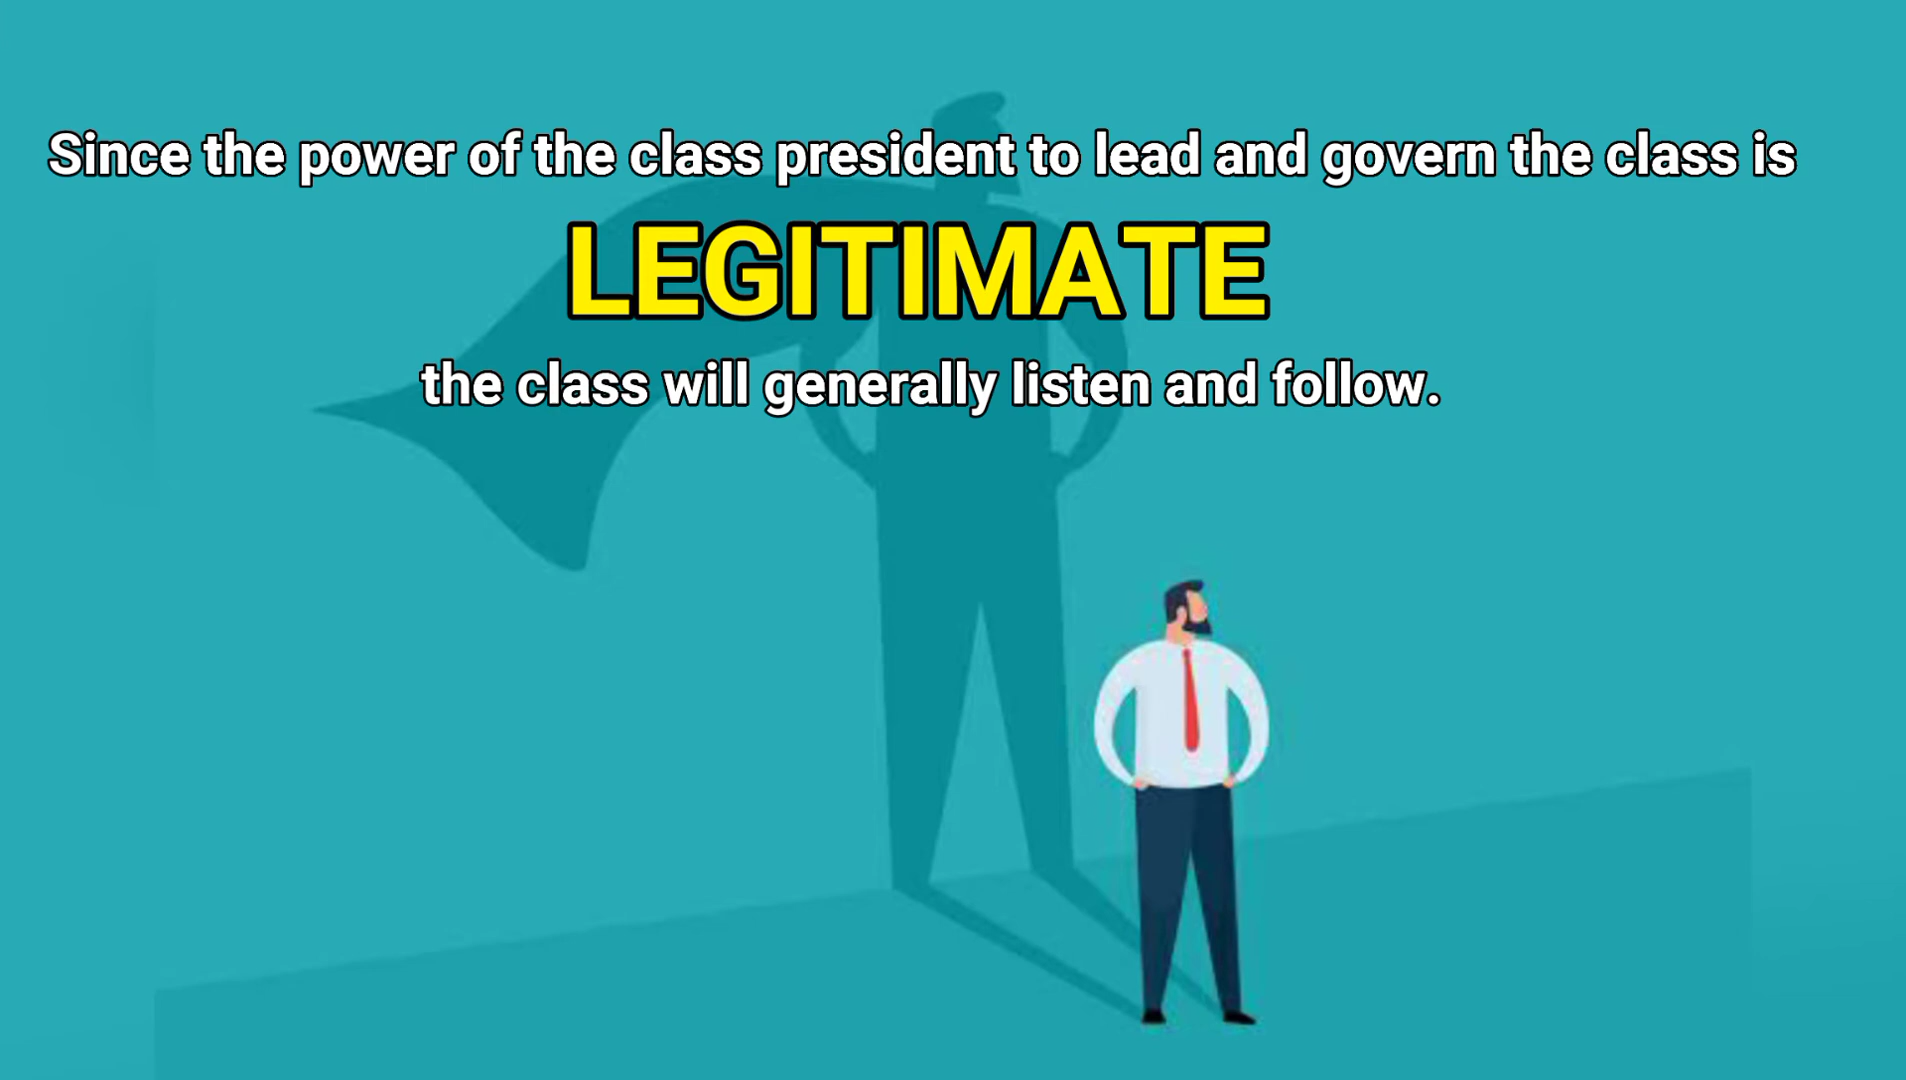 Since the power of the class president to lead and govern the class is
LEGITIMATE
the class will generally listen and follow.